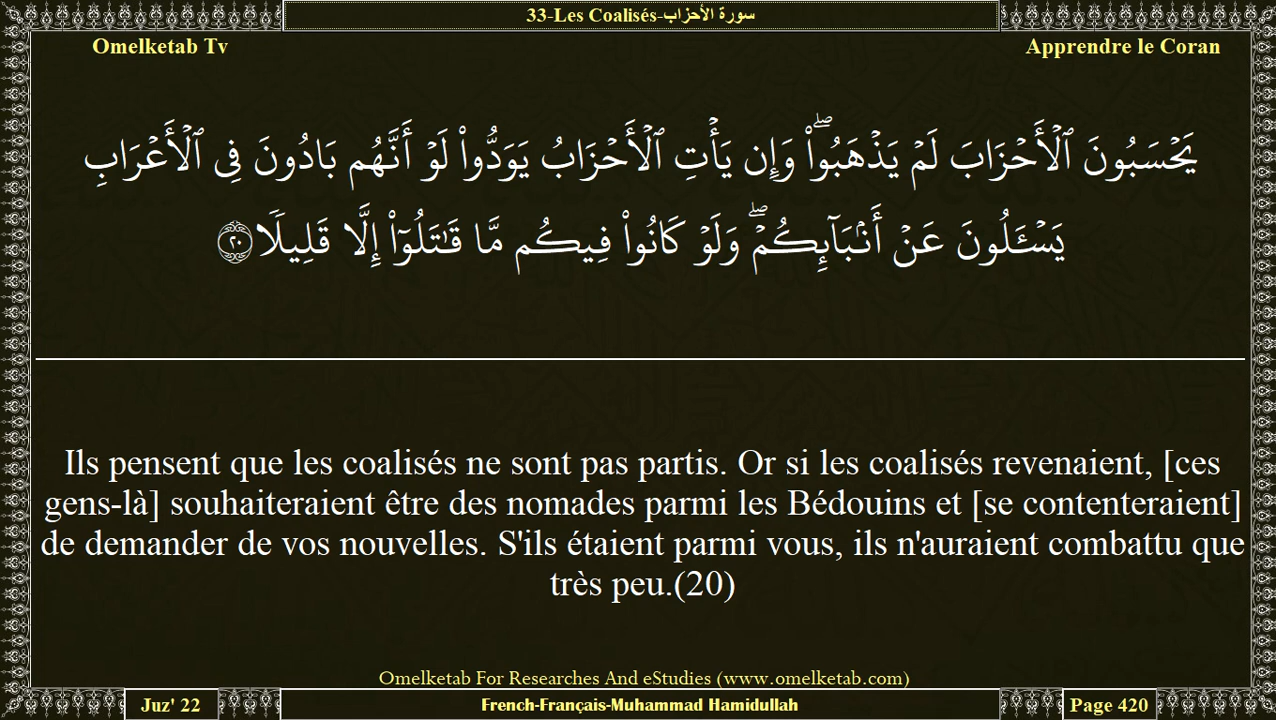 33-Les Coalisés-سورة الأحزاب
Omelketab Tv
Apprendre le Coran
يَحْسَبُونَ ٱلْأَحْزَابَ لَمْ يَذْهَبُوا۟ ۖ وَإِن يَأْتِ ٱلْأَحْزَابُ يَوَدُّوا۟ لَوْ أَنَّهُم بَادُونَ فِى ٱلْأَعْرَابِ
يَسْـَٔلُونَ عَنْ أَنۢبَآئِكُمْ ۖ وَلَوْ كَانُوا۟ فِيكُم مَّا قَـٰتَلُوٓا۟ إِلَّا قَلِيلًا ٢٠
Ils pensent que les coalisés ne sont pas partis. Or si les coalisés revenaient, [ces
gens-là] souhaiteraient être des nomades parmi les Bédouins et [se contenteraient]
de demander de vos nouvelles. S'ils étaient parmi vous, ils n'auraient combattu que
très peu.(20)
Omelketab For Researches And eStudies (www.omelketab.com)
Juz' 22
French-Français-Muhammad Hamidullah
Page 420